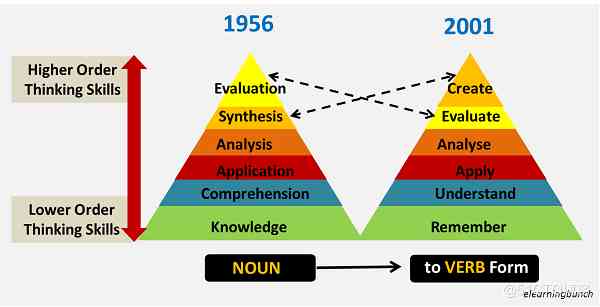 1956
2001
Higher Order
Thinking Skills
Evaluation
Create
Synthesis
Evaluate
Analysis
Analyse
Application
Apply
Comprehension
Understand
Lower Order
Thinking Skills
Knowledge
Remember
NOUN
to VERB Form
elearningbunch